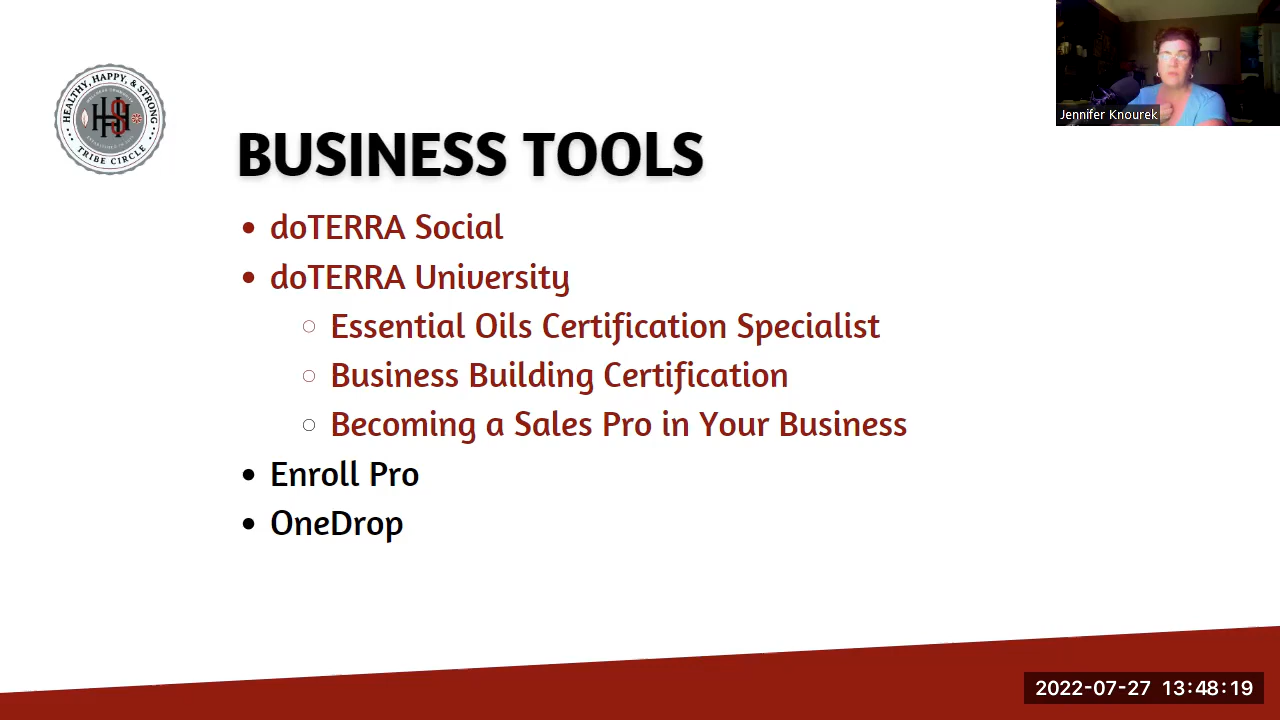 HEALTHY, HAPPY, & STRONG
HHS
TRIBE CIRCLE
Jennifer Knourek
BUSINESS TOOLS
• doTERRA Social
• doTERRA University
○ Essential Oils Certification Specialist
○ Business Building Certification
○ Becoming a Sales Pro in Your Business
• Enroll Pro
• OneDrop
2022-07-27 13:48:19